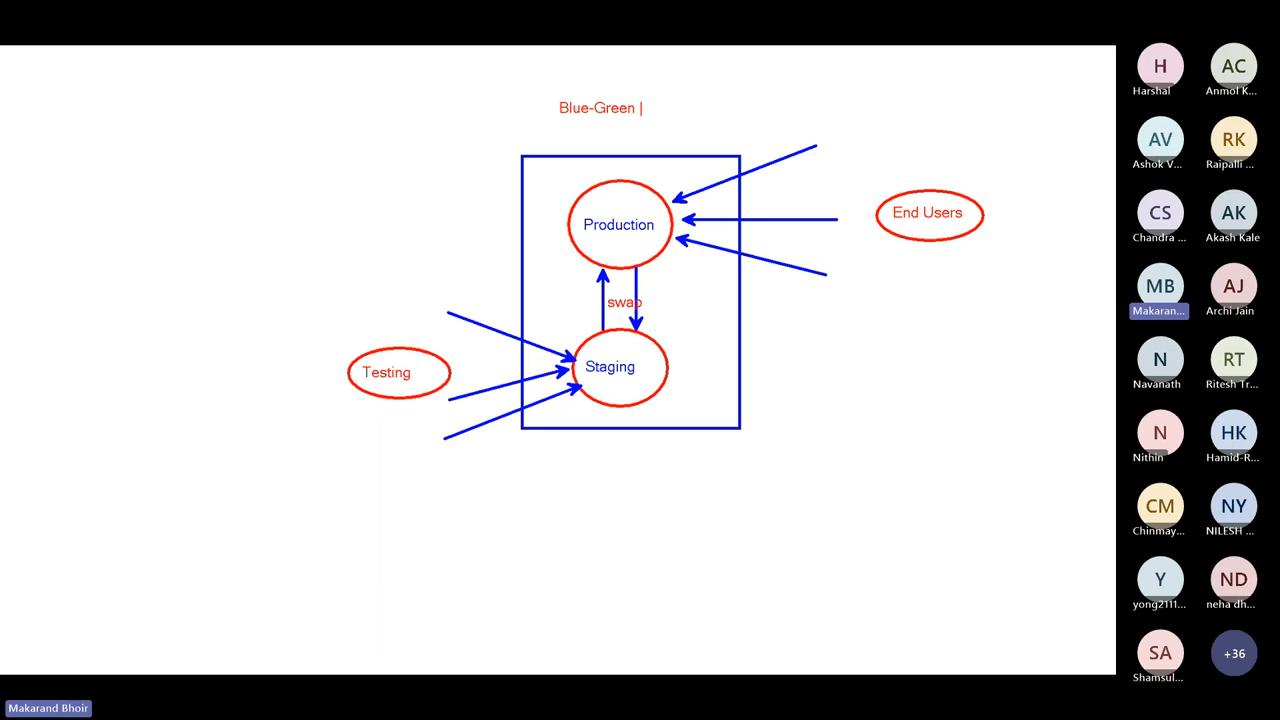 Blue-Green |
Production
End Users
swap
Staging
Testing
H
Harshal
AC
Anmol K...
AV
Ashok V...
RK
Raipalli ...
CS
Chandra ...
AK
Akash Kale
MB
Makaran...
AJ
Archi Jain
N
Navanath
RT
Ritesh Tr...
N
Nithin
HK
Hamid-R...
CM
Chinmay...
NY
NILESH ...
Y
yong2111...
ND
neha dh...
SA
Shamsul...
+36
Makarand Bhoir